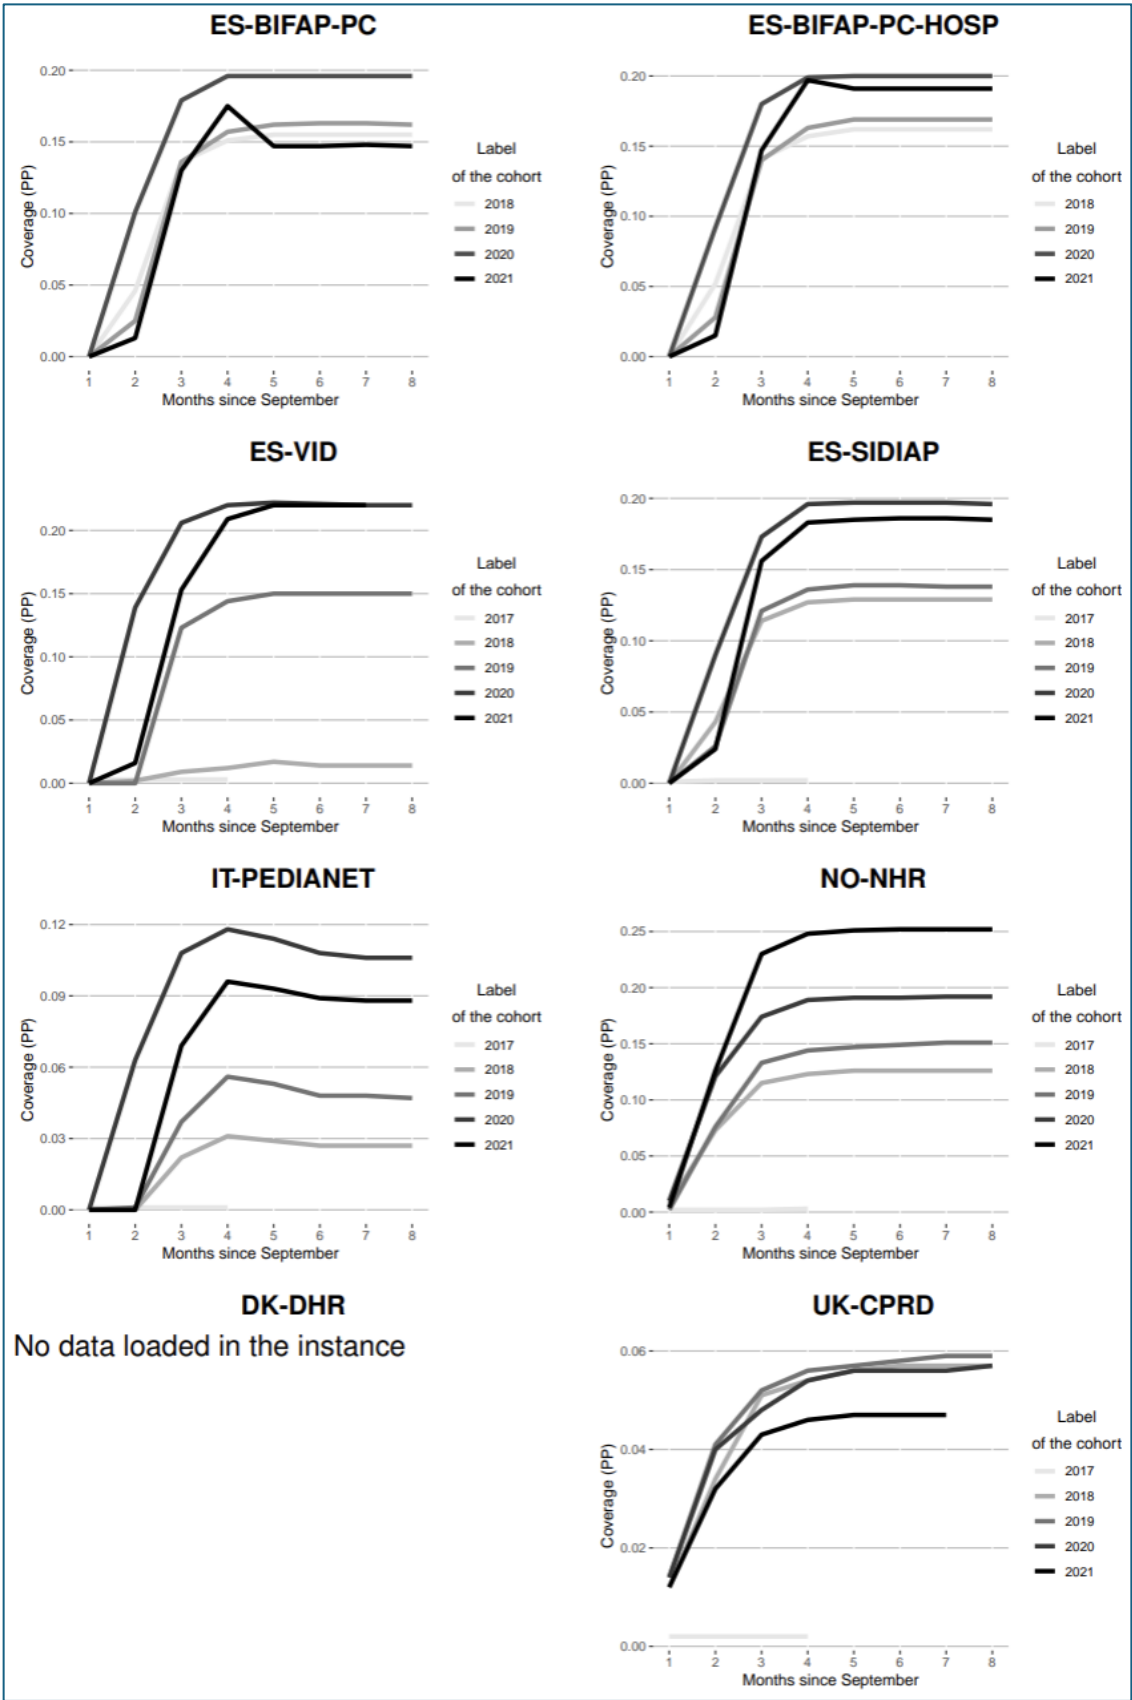 ES-BIFAP-PC
0.20
0.15
0.10
0.05
0.00
Coverage (PP)
1 2 3 4 5 6 7 8
Months since September
Label
of the cohort
2018
2019
2020
2021
ES-BIFAP-PC-HOSP
0.20
0.15
0.10
0.05
0.00
Coverage (PP)
1 2 3 4 5 6 7 8
Months since September
Label
of the cohort
2018
2019
2020
2021
ES-VID
0.20
0.15
0.10
0.05
0.00
Coverage (PP)
1 2 3 4 5 6 7 8
Months since September
Label
of the cohort
2017
2018
2019
2020
2021
ES-SIDIAP
0.20
0.15
0.10
0.05
0.00
Coverage (PP)
1 2 3 4 5 6 7 8
Months since September
Label
of the cohort
2017
2018
2019
2020
2021
IT-PEDIANET
0.12
0.09
0.06
0.03
0.00
Coverage (PP)
1 2 3 4 5 6 7 8
Months since September
Label
of the cohort
2017
2018
2019
2020
2021
NO-NHR
0.25
0.20
0.15
0.10
0.05
0.00
Coverage (PP)
1 2 3 4 5 6 7 8
Months since September
Label
of the cohort
2017
2018
2019
2020
2021
DK-DHR
No data loaded in the instance
UK-CPRD
0.06
0.04
0.02
0.00
Coverage (PP)
1 2 3 4 5 6 7 8
Months since September
Label
of the cohort
2017
2018
2019
2020
2021